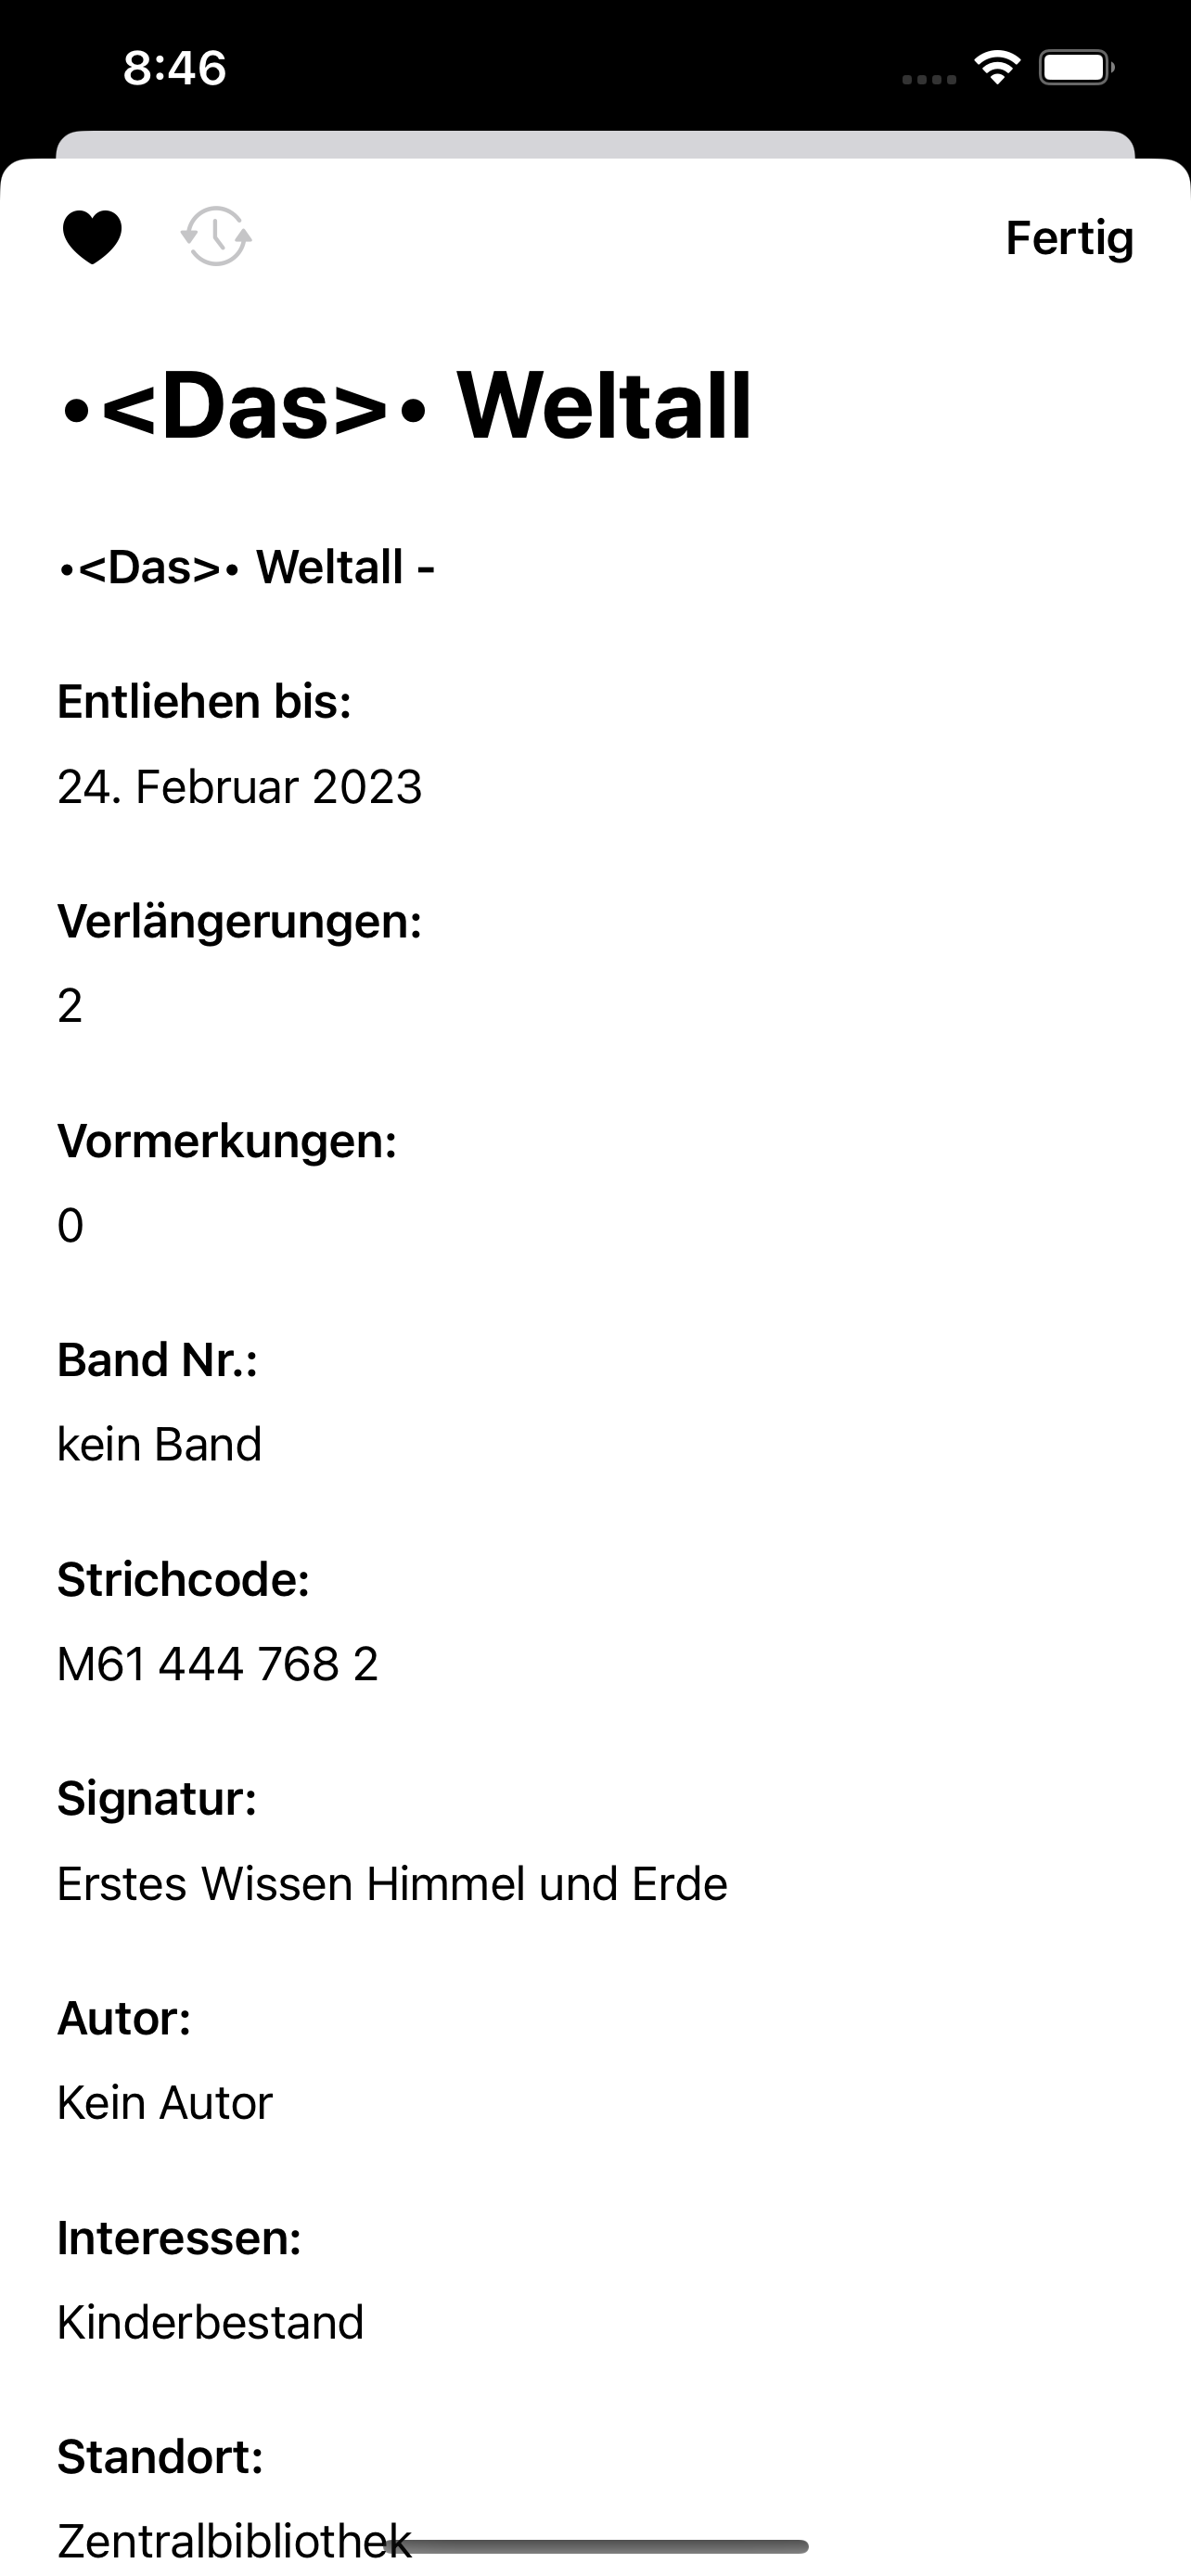 8:46
Fertig
•<Das>• Weltall
•<Das>• Weltall -
Entliehen bis:
24. Februar 2023
Verlängerungen:
2
Vormerkungen:
0
Band Nr.:
kein Band
Strichcode:
M61 444 768 2
Signatur:
Erstes Wissen Himmel und Erde
Autor:
Kein Autor
Interessen:
Kinderbestand
Standort:
Zentralbibliothek